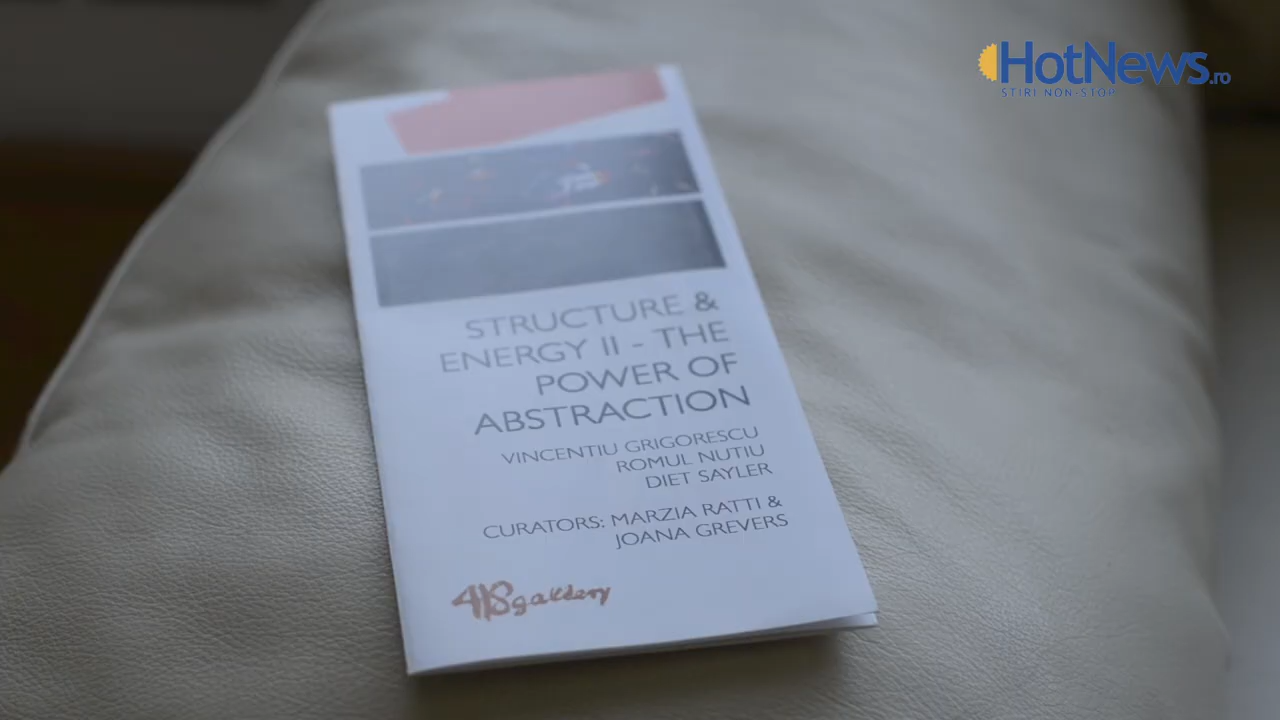 HotNews.ro
STIRI NON-STOP
STRUCTURE &
ENERGY II - THE
POWER OF
ABSTRACTION
VINCENTIU GRIGORESCU
ROMUL NUTIU
DIET SAYLER
CURATORS: MARZIA RATTI &
JOANA GREVERS
418gallery